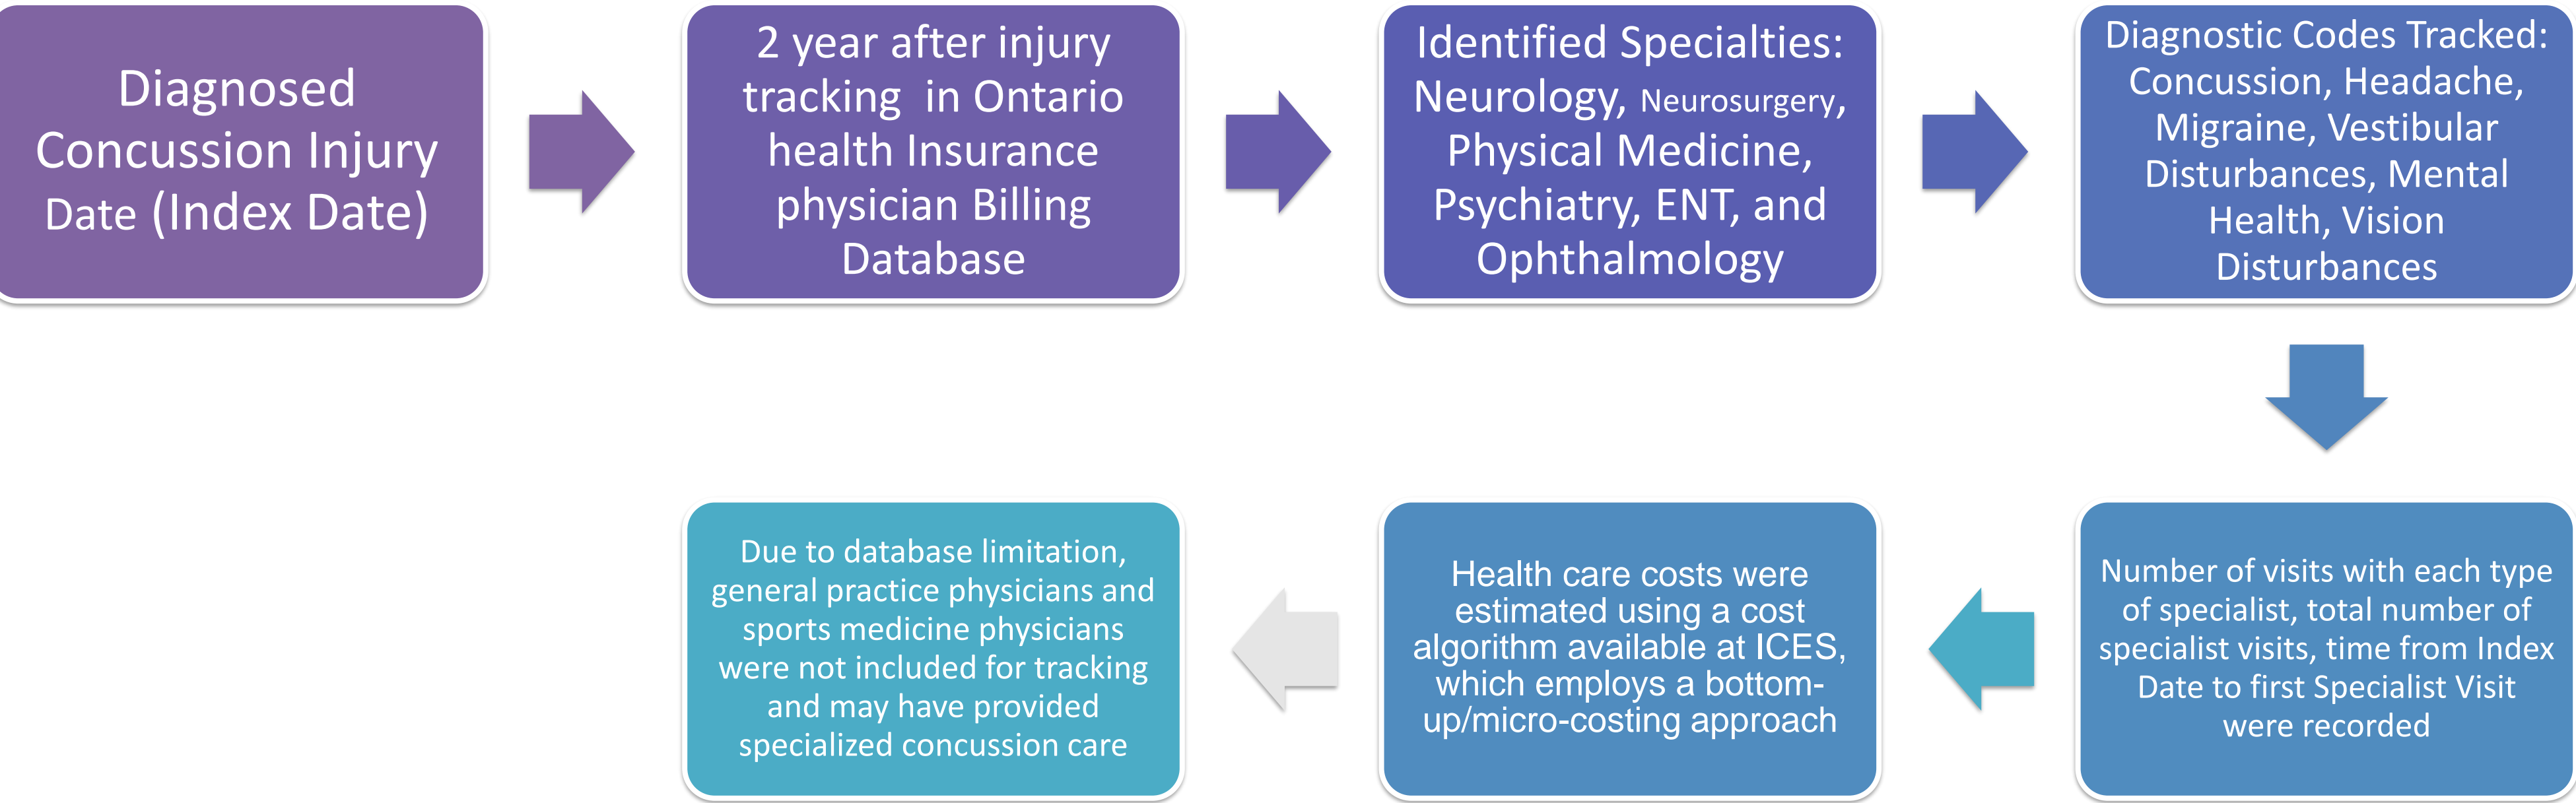 Diagnosed
Concussion Injury
Date (Index Date)
2 year after injury
tracking  in Ontario
health Insurance
physician Billing
Database
Identified Specialties:
Neurology, Neurosurgery,
Physical Medicine,
Psychiatry, ENT, and
Ophthalmology
Diagnostic Codes Tracked:
Concussion, Headache,
Migraine, Vestibular
Disturbances, Mental
Health, Vision
Disturbances
Number of visits with each type
of specialist, total number of
specialist visits, time from Index
Date to first Specialist Visit
were recorded
Health care costs were
estimated using a cost
algorithm available at ICES,
which employs a bottom-
up/micro-costing approach
Due to database limitation,
general practice physicians and
sports medicine physicians
were not included for tracking
and may have provided
specialized concussion care